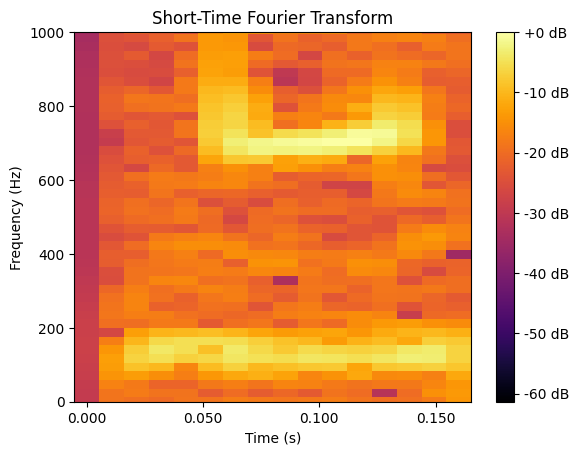 Short-Time Fourier Transform
Frequency (Hz)
1000
800
600
400
200
0
0.000
0.050
0.100
0.150
Time (s)
+0 dB
-10 dB
-20 dB
-30 dB
-40 dB
-50 dB
-60 dB